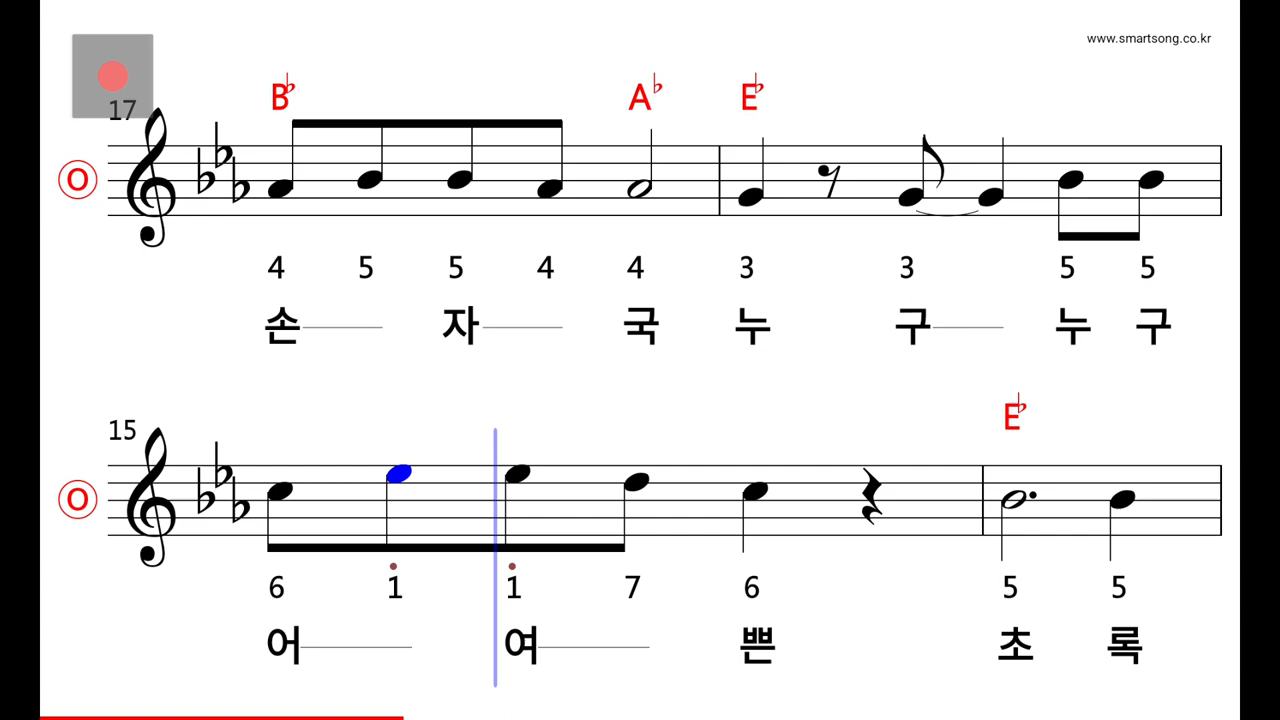 www.smartsong.co.kr
17
B♭ A♭ E♭
O
4 5 5 4 4 3 3 5 5
손 자 국 누 구 누 구
E♭
15
O
6 1 1 7 6 5 5
어 여 쁜 초 록